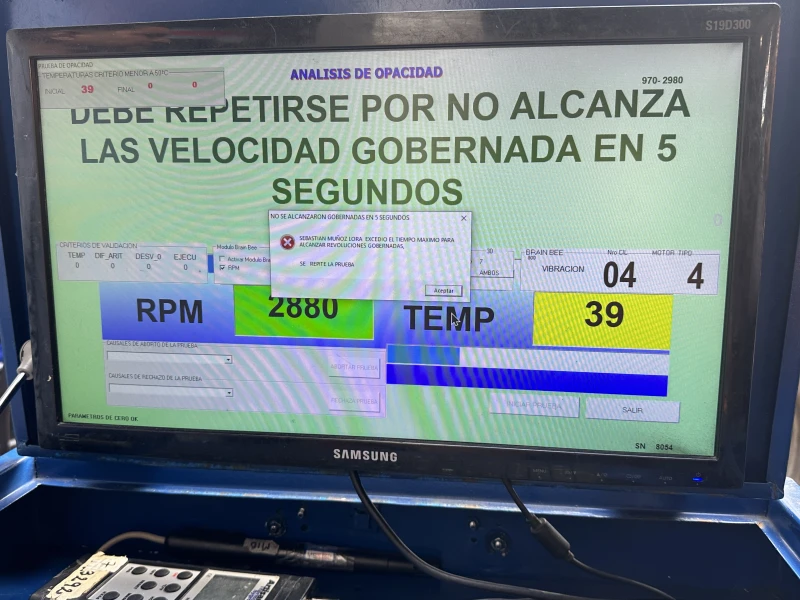 S19D300
PRUEBA DE OPACIDAD
TEMPERATURAS CRITERIO MENOR A 50°C
INICIAL 39 FINAL 0 0
ANALISIS DE OPACIDAD
970- 2980
DEBE REPETIRSE POR NO ALCANZA
LAS VELOCIDAD GOBERNADA EN 5
SEGUNDOS
NO SE ALCANZARON GOBERNADAS EN 5 SEGUNDOS
SEBASTIAN MUÑOZ LORA EXCEDIO EL TIEMPO MAXIMO PARA
ALCANZAR REVOLUCIONES GOBERNADAS,
SE REPITE LA PRUEBA
Aceptar
CRITERIOS DE VALIDACION
TEMP DIF_ARIT DESV_0 EJECU
0 0 0 0
Modulo Brain Bee
Activar Modulo Bra
RPM
AMBOS
BRAIN BEE
VIBRACION
Nro CIL
04
MOTOR TIPO
4
RPM
2880
TEMP
39
CAUSALES DE ABORTO DE LA PRUEBA
ABORTAR PRUEBA
CAUSALES DE RECHAZO DE LA PRUEBA
RECHAZA PRUEBA
INICIAR PRUEBA
SALIR
PARAMETROS DE CERO OK
SN 8054
SAMSUNG